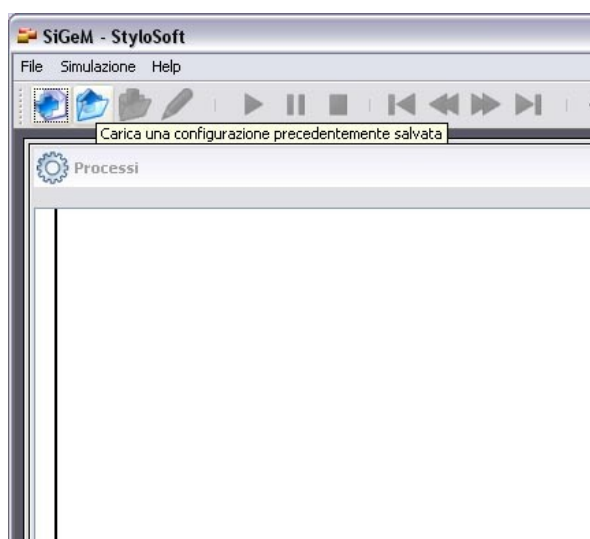 SiGeM - StyloSoft
File Simulazione Help
Carica una configurazione precedentemente salvata
Processi